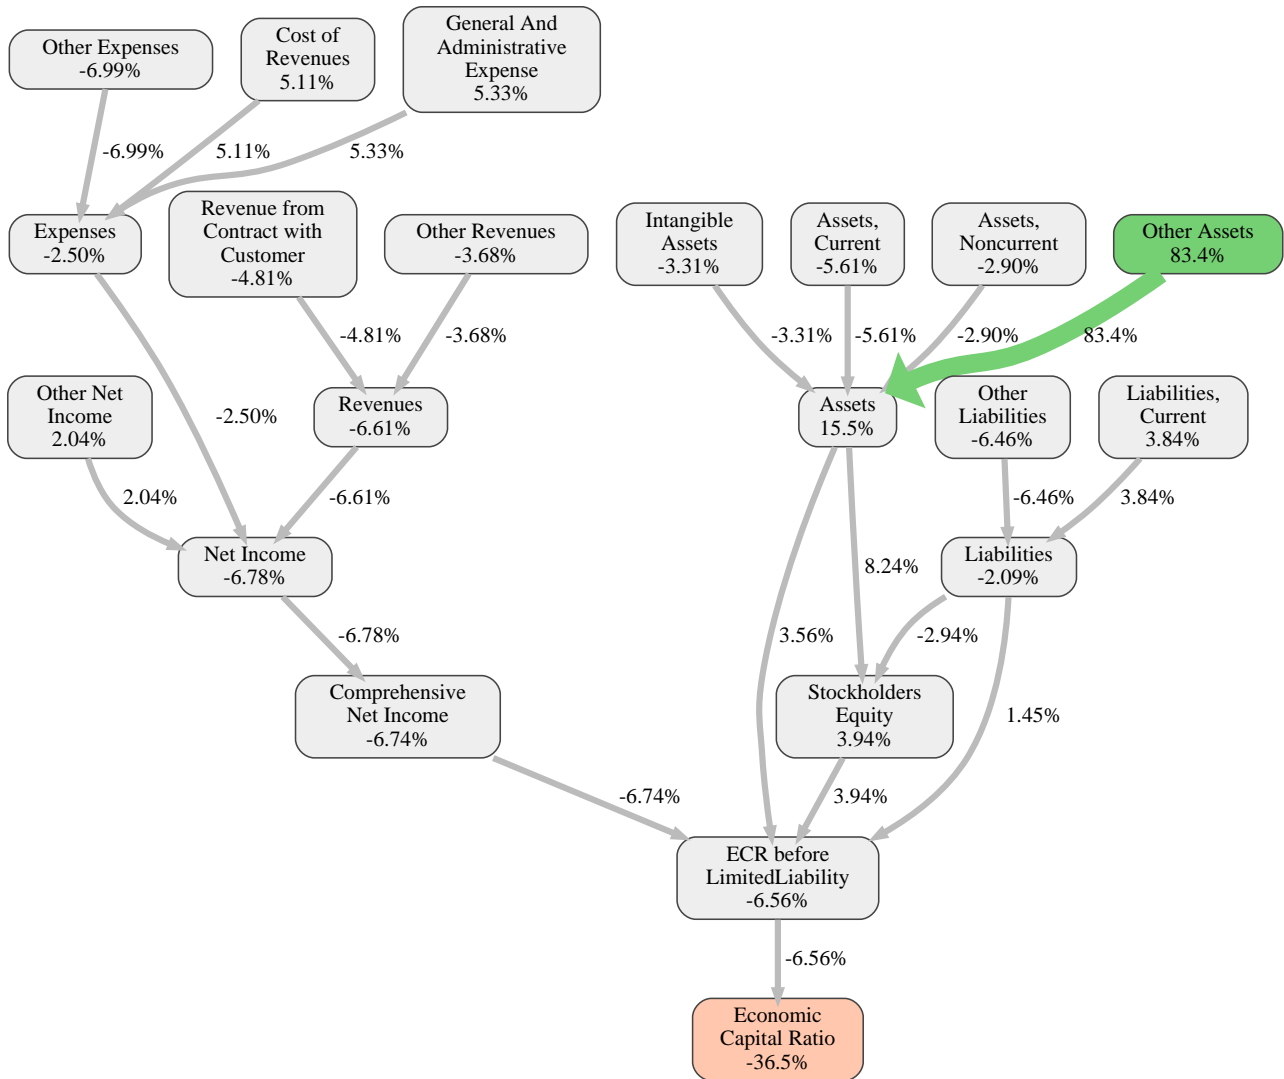 Other Expenses
-6.99%
Cost of
Revenues
5.11%
General And
Administrative
Expense
5.33%
-6.99%
5.11%
5.33%
Expenses
-2.50%
Revenue from
Contract with
Customer
-4.81%
Other Revenues
-3.68%
Intangible
Assets
-3.31%
Assets,
Current
-5.61%
Assets,
Noncurrent
-2.90%
Other Assets
83.4%
-4.81%
-3.68%
-3.31%
-5.61%
-2.90%
83.4%
Other Net
Income
2.04%
-2.50%
Revenues
-6.61%
Assets
15.5%
Other
Liabilities
-6.46%
Liabilities,
Current
3.84%
2.04%
-6.61%
-6.46%
3.84%
Net Income
-6.78%
8.24%
Liabilities
-2.09%
-6.78%
3.56%
-2.94%
Comprehensive
Net Income
-6.74%
Stockholders
Equity
3.94%
1.45%
-6.74%
3.94%
ECR before
LimitedLiability
-6.56%
-6.56%
Economic
Capital Ratio
-36.5%